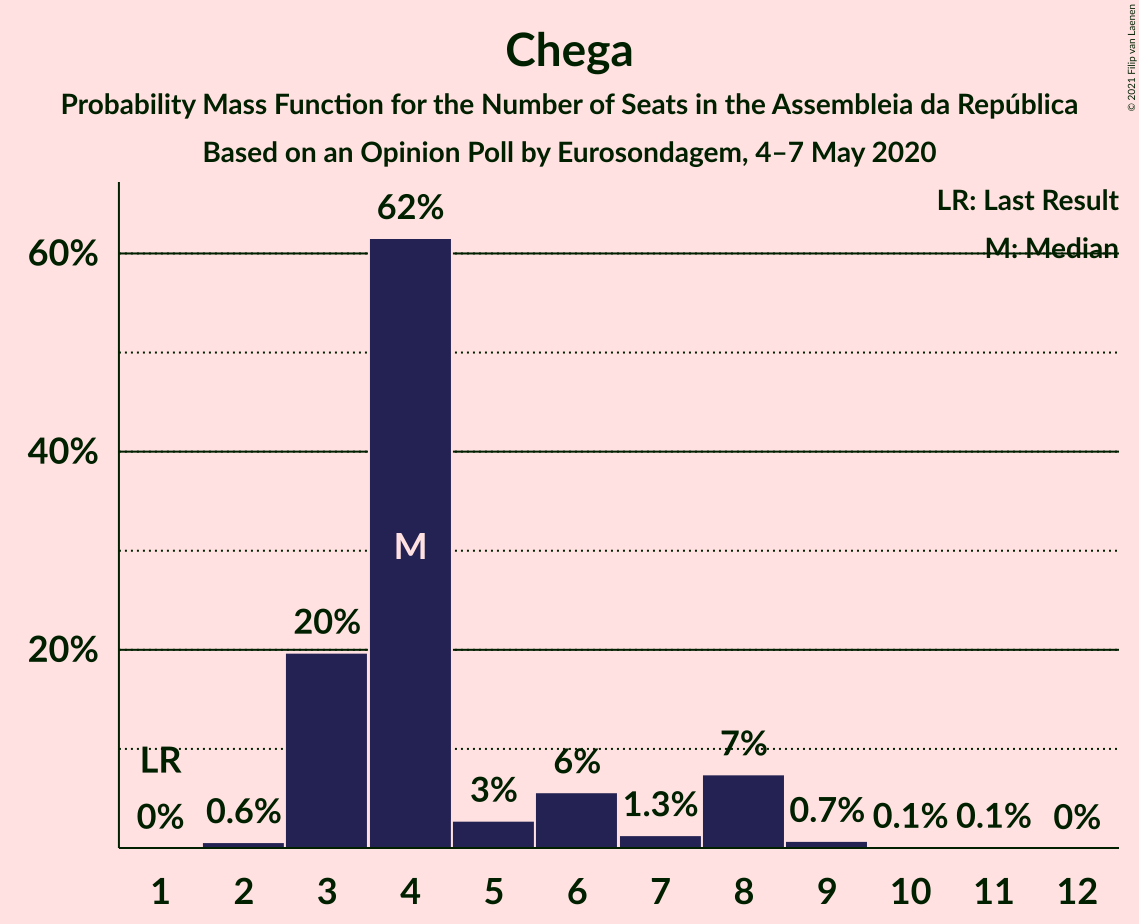 Chega
Probability Mass Function for the Number of Seats in the Assembleia da República
Based on an Opinion Poll by Eurosondagem, 4–7 May 2020
© 2021 Filip van Laenen
LR: Last Result
M: Median
60%
40%
20%
LR
0%
0.6%
20%
62%
M
3%
6%
1.3%
7%
0.7%
0.1%
0.1%
0%
1 2 3 4 5 6 7 8 9 10 11 12